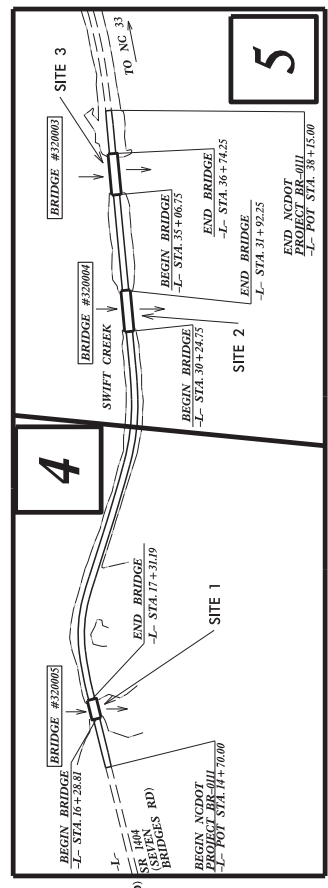 5
SITE 3
TO NC 33
BRIDGE #320003
END BRIDGE
-L- STA. 36+74.25
BEGIN BRIDGE
-L- STA. 35+06.75
END NCDOT
PROJECT BR-0111
-L- POT STA. 38+15.00
END BRIDGE
-L- STA. 31+92.25
BRIDGE #320004
SWIFT CREEK
SITE 2
BEGIN BRIDGE
-L- STA. 30+24.75
4
END BRIDGE
-L- STA. 17+31.19
SITE 1
BRIDGE #320005
BEGIN BRIDGE
-L- STA. 16+28.81
-L-
SR 1404
(SEVEN
BRIDGES RD)
BEGIN NCDOT
PROJECT BR-0111
-L- POT STA. 14+70.00